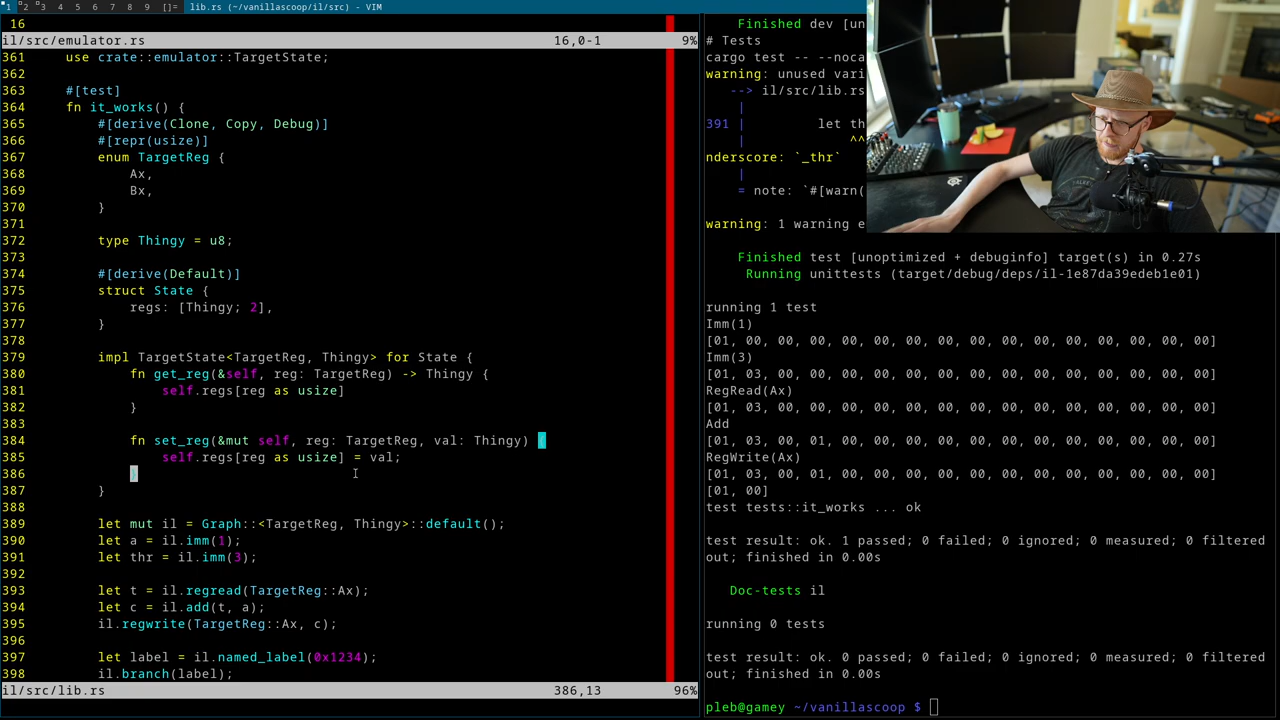 1 2 3 4 5 6 7 8 9 []= lib.rs (~/vanillascoop/il/src) - VIM
16
il/src/emulator.rs 16,0-1 9%
361 use crate::emulator::TargetState;
362
363 #[test]
364 fn it_works() {
365 #[derive(Clone, Copy, Debug)]
366 #[repr(usize)]
367 enum TargetReg {
368 Ax,
369 Bx,
370 }
371
372 type Thingy = u8;
373
374 #[derive(Default)]
375 struct State {
376 regs: [Thingy; 2],
377 }
378
379 impl TargetState<TargetReg, Thingy> for State {
380 fn get_reg(&self, reg: TargetReg) -> Thingy {
381 self.regs[reg as usize]
382 }
383
384 fn set_reg(&mut self, reg: TargetReg, val: Thingy) {
385 self.regs[reg as usize] = val;
386 }
387 }
388
389 let mut il = Graph::<TargetReg, Thingy>::default();
390 let a = il.imm(1);
391 let thr = il.imm(3);
392
393 let t = il.regread(TargetReg::Ax);
394 let c = il.add(t, a);
395 il.regwrite(TargetReg::Ax, c);
396
397 let label = il.named_label(0x1234);
398 il.branch(label);
il/src/lib.rs 386,13 96%
Finished dev [un
# Tests
cargo test -- --noca
warning: unused vari
--> il/src/lib.rs
|
391 | let th
| ^^
nderscore: `_thr`
|
= note: `#[warn(
warning: 1 warning e
Finished test [unoptimized + debuginfo] target(s) in 0.27s
Running unittests (target/debug/deps/il-1e87da39edeb1e01)
running 1 test
Imm(1)
[01, 00, 00, 00, 00, 00, 00, 00, 00, 00, 00, 00, 00, 00, 00, 00]
Imm(3)
[01, 03, 00, 00, 00, 00, 00, 00, 00, 00, 00, 00, 00, 00, 00, 00]
RegRead(Ax)
[01, 03, 00, 00, 00, 00, 00, 00, 00, 00, 00, 00, 00, 00, 00, 00]
Add
[01, 03, 00, 01, 00, 00, 00, 00, 00, 00, 00, 00, 00, 00, 00, 00]
RegWrite(Ax)
[01, 03, 00, 01, 00, 00, 00, 00, 00, 00, 00, 00, 00, 00, 00, 00]
[01, 00]
test tests::it_works ... ok
test result: ok. 1 passed; 0 failed; 0 ignored; 0 measured; 0 filtered
out; finished in 0.00s
Doc-tests il
running 0 tests
test result: ok. 0 passed; 0 failed; 0 ignored; 0 measured; 0 filtered
out; finished in 0.00s
pleb@gamey ~/vanillascoop $